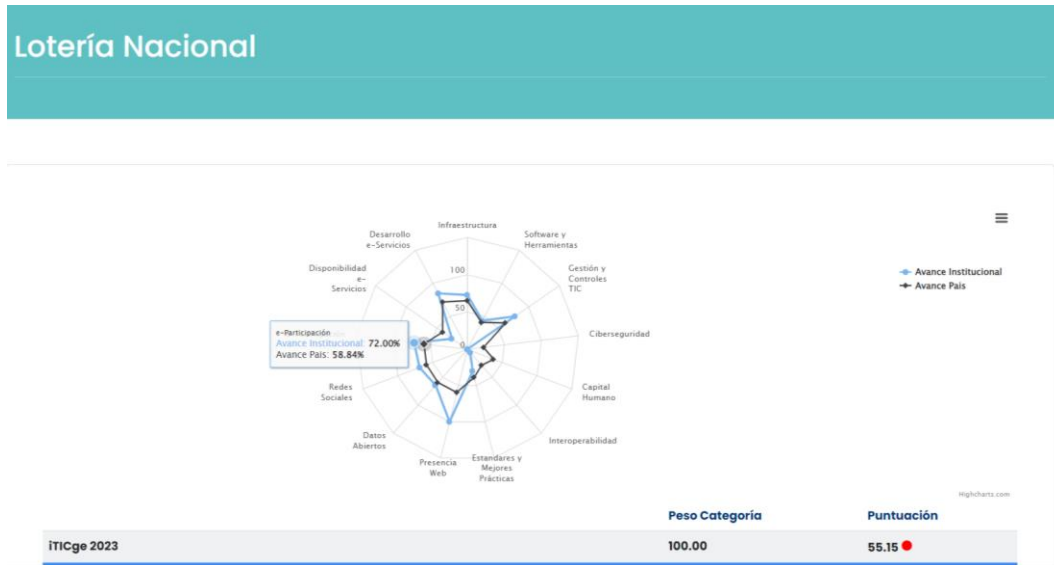 Lotería Nacional
Infraestructura
Software y
Herramientas
Gestión y
Controles
TIC
Ciberseguridad
Capital
Humano
Interoperabilidad
Estandares y
Mejores
Prácticas
Presencia
Web
Datos
Abiertos
Redes
Sociales
e-Participación
Avance Institucional: 72.00%
Avance País: 58.84%
Disponibilidad
e-
Servicios
Desarrollo
e-Servicios
100
50
0
Avance Institucional
Avance País
Highcharts.com
Peso Categoría Puntuación
iTICge 2023 100.00 55.15